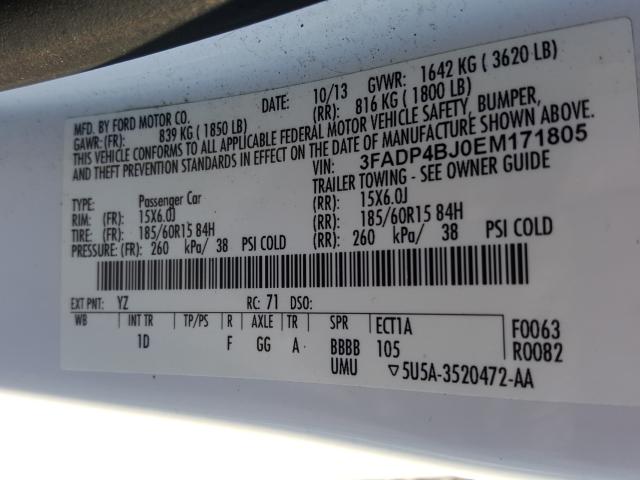 MFD. BY FORD MOTOR CO. DATE: 10/13 GVWR: 1642 KG ( 3620 LB)
GAWR: (FR): 839 KG ( 1850 LB) (RR): 816 KG ( 1800 LB)
THIS VEHICLE CONFORMS TO ALL APPLICABLE FEDERAL MOTOR VEHICLE SAFETY, BUMPER,
AND THEFT PREVENTION STANDARDS IN EFFECT ON THE DATE OF MANUFACTURE SHOWN ABOVE.
VIN: 3FADP4BJ0EM171805
TYPE: Passenger Car TRAILER TOWING - SEE OWNER GUIDE
RIM: (FR): 15X6.0J (RR): 15X6.0J
TIRE: (FR): 185/60R15 84H (RR): 185/60R15 84H
PRESSURE: (FR): 260 kPa/ 38 PSI COLD (RR): 260 kPa/ 38 PSI COLD
EXT PNT: YZ RC: 71 DSO:
WB INT TR TP/PS R AXLE TR SPR ECT1A F0063
1D F GG A BBBB 105 R0082
UMU ▽5U5A-3520472-AA